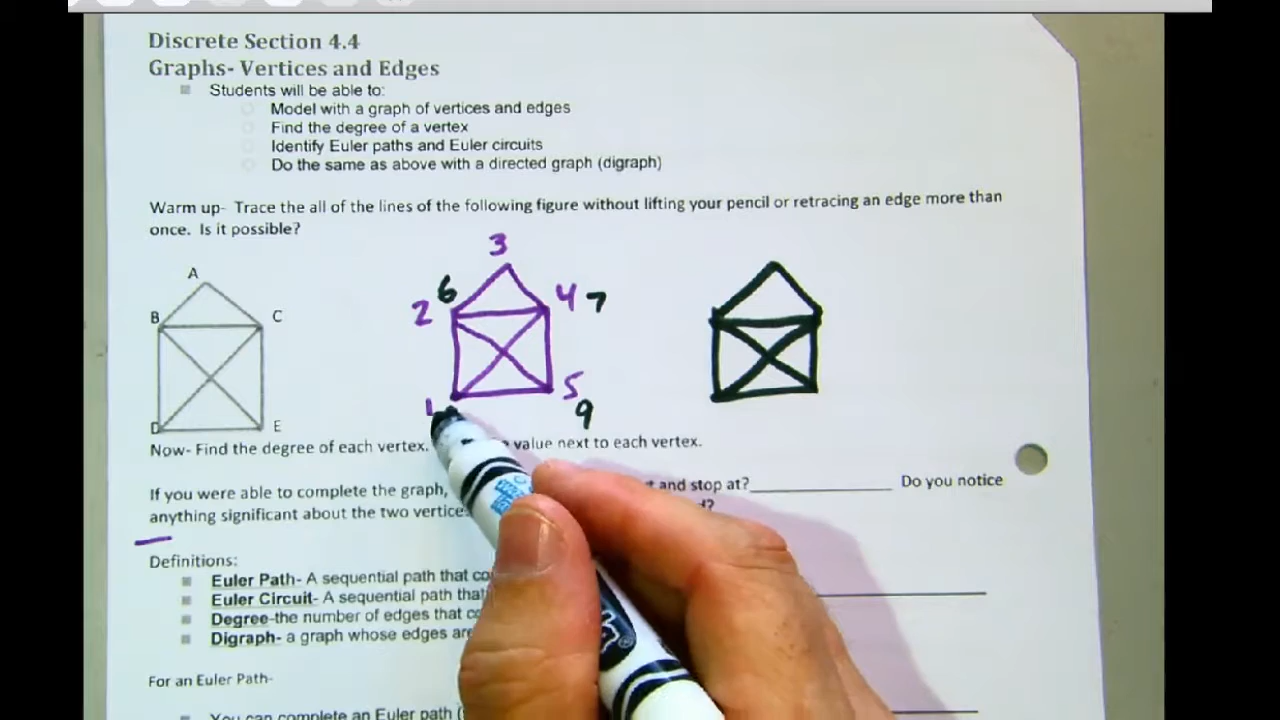 Discrete Section 4.4
Graphs- Vertices and Edges
Students will be able to:
Model with a graph of vertices and edges
Find the degree of a vertex
Identify Euler paths and Euler circuits
Do the same as above with a directed graph (digraph)
Warm up- Trace the all of the lines of the following figure without lifting your pencil or retracing an edge more than
once. Is it possible?
A
B C
D E
3
2 6 4 7
1 5
9
Now- Find the degree of each vertex. value next to each vertex.
If you were able to complete the graph, and stop at?______________ Do you notice
anything significant about the two
Definitions:
Euler Path- A sequential path that
Euler Circuit- A sequential path that
Degree-the number of edges that
Digraph- a graph whose edges are
For an Euler Path-
You can complete an Euler path